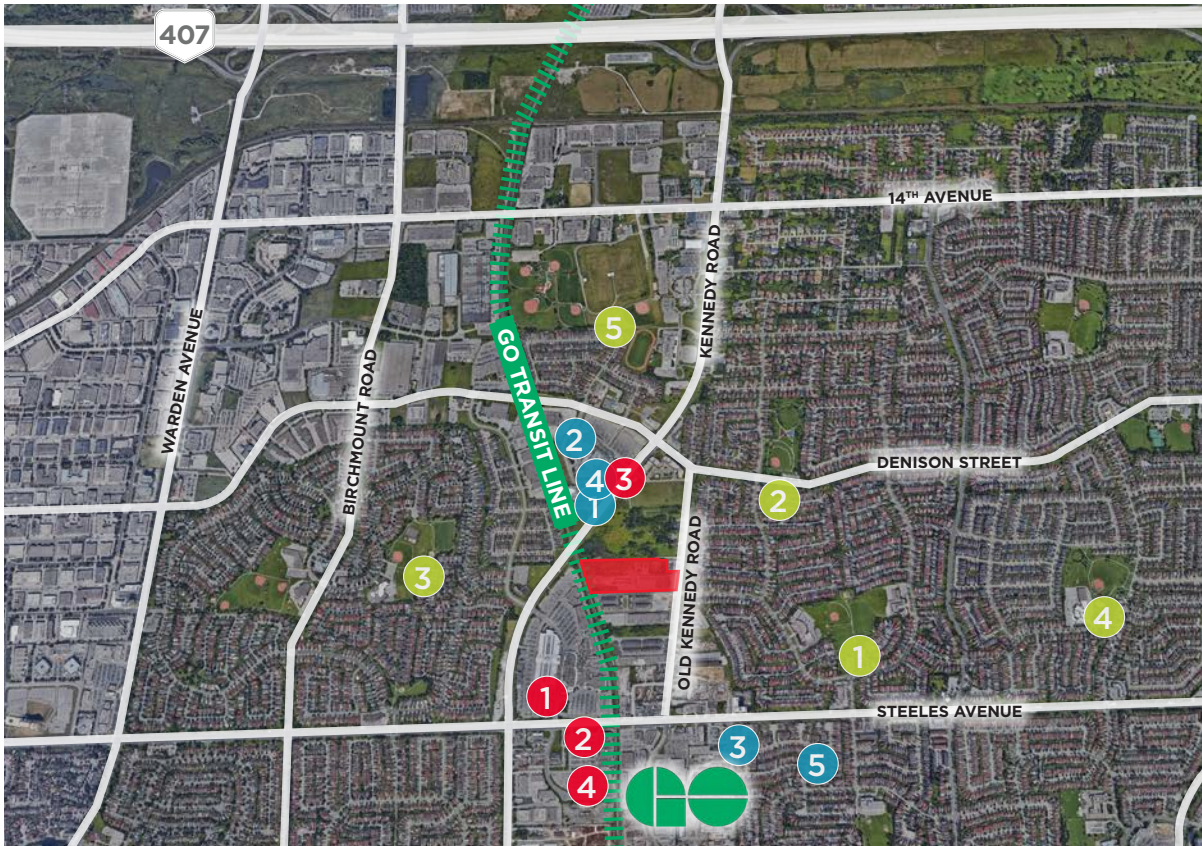 407
14TH AVENUE
WARDEN AVENUE
BIRCHMOUNT ROAD
GO TRANSIT LINE
KENNEDY ROAD
5
2
4
3
1
DENISON STREET
2
3
OLD KENNEDY ROAD
4
1
1
STEELES AVENUE
2
3
5
4
GO